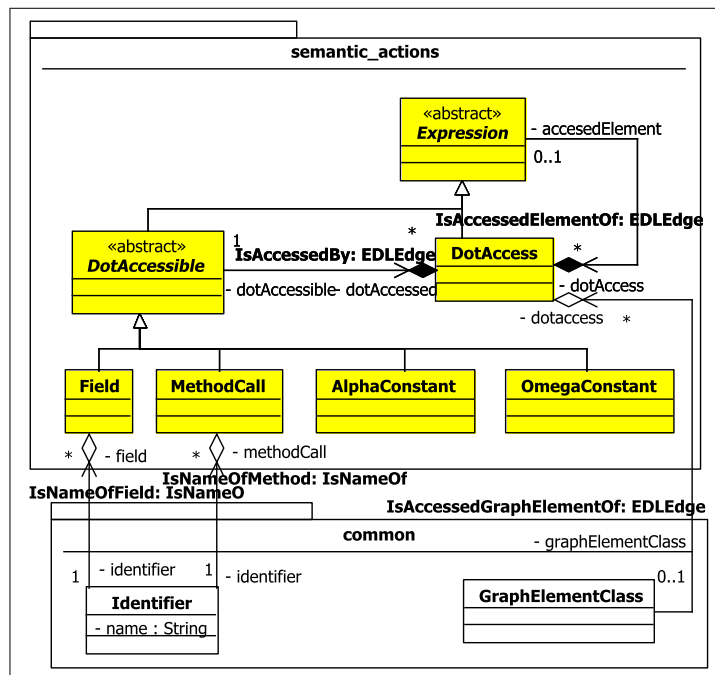 semantic_actions
«abstract»
Expression
- accesedElement
0..1
IsAccessedElementOf: EDLEdge
«abstract»
DotAccessible
1
*
IsAccessedBy: EDLEdge
DotAccess
*
- dotAccessible
- dotAccessed
- dotAccess
- dotaccess
*
Field
MethodCall
AlphaConstant
OmegaConstant
*
- field
*
- methodCall
IsNameOfMethod: IsNameOf
IsNameOfField: IsNameO
IsAccessedGraphElementOf: EDLEdge
common
- graphElementClass
1
- identifier
1
- identifier
0..1
Identifier
- name : String
GraphElementClass